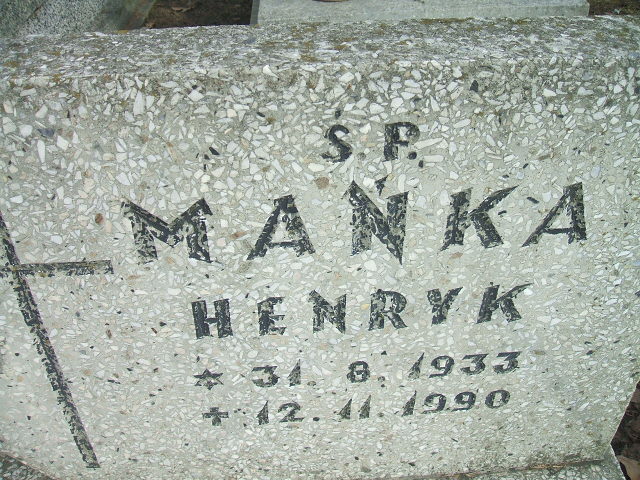 Ś.P.
MAŃKA
HENRYK
* 31. 8. 1933
+ 12. 11. 1990